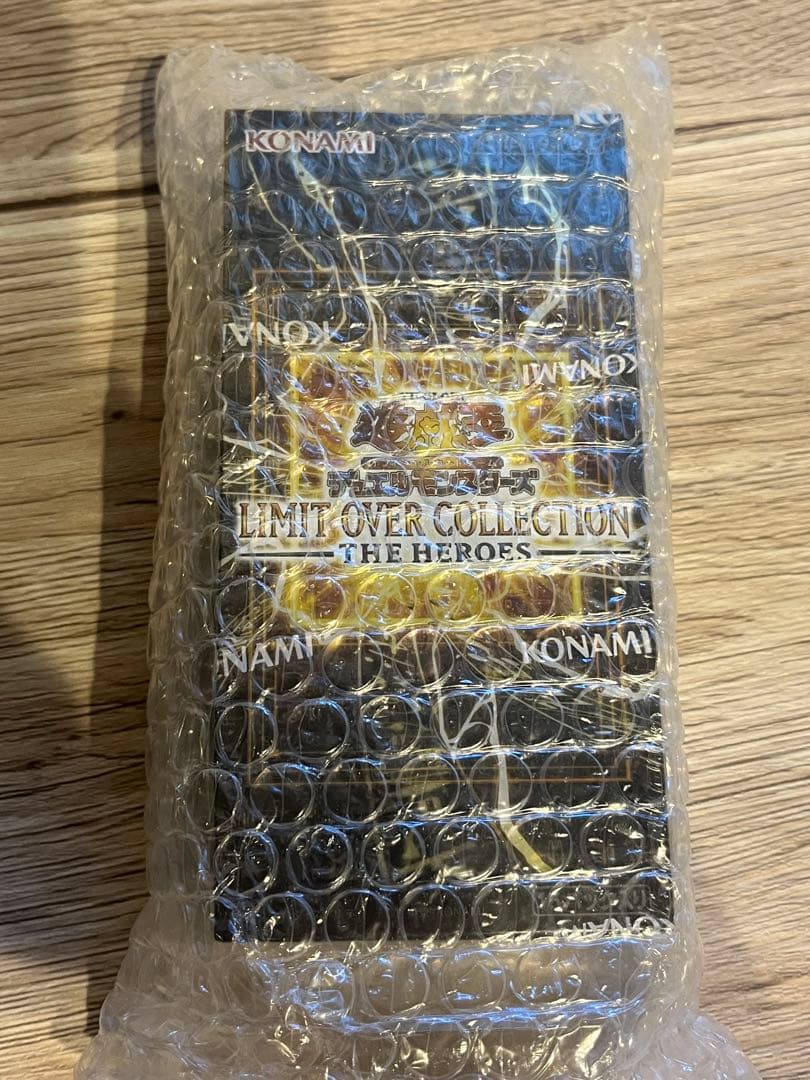 KONAMI
KONA
KONAMI
遊戯王
デュエルモンスターズ
LIMIT OVER COLLECTION
THE HEROES
NAMI
KONAMI
KONAM